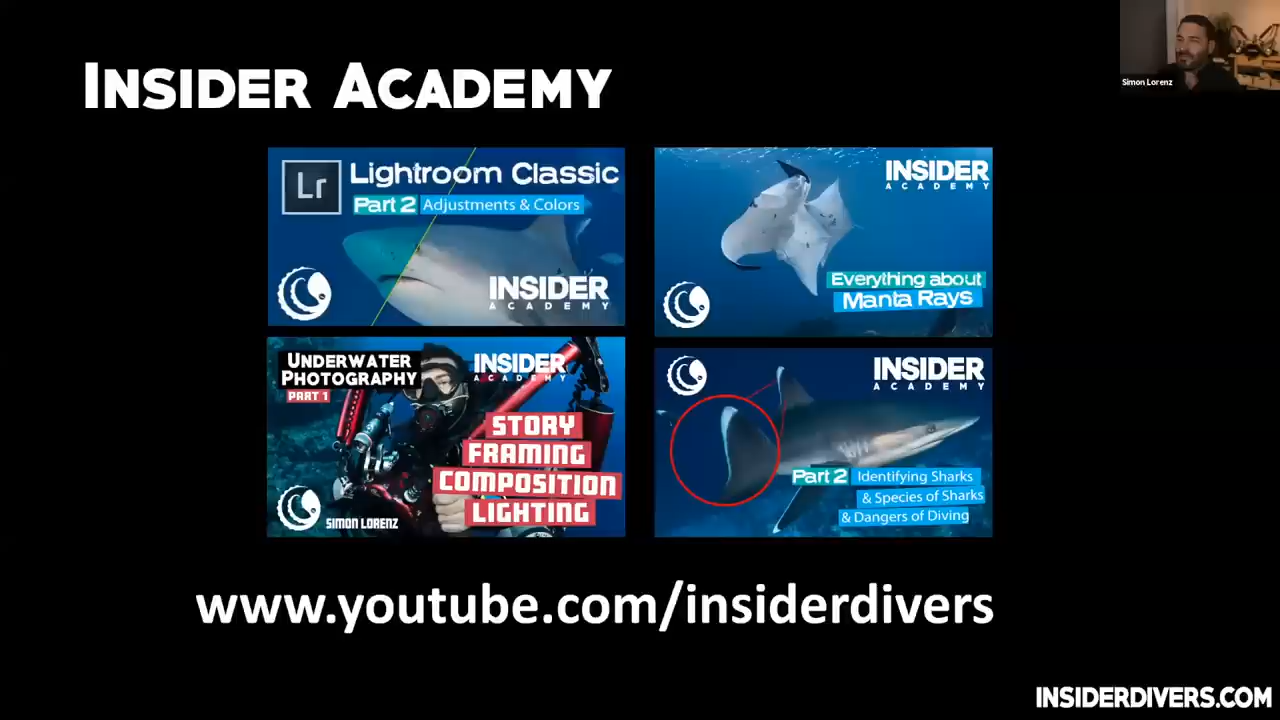 INSIDER ACADEMY
Simon Lorenz
Lr
Lightroom Classic
Part 2 Adjustments & Colors
INSIDER
ACADEMY
INSIDER
ACADEMY
Everything about
Manta Rays
UNDERWATER
PHOTOGRAPHY
PART 1
INSIDER
ACADEMY
STORY
FRAMING
COMPOSITION
LIGHTING
SIMON LORENZ
INSIDER
ACADEMY
Part 2 Identifying Sharks
& Species of Sharks
& Dangers of Diving
www.youtube.com/insiderdivers
INSIDERDIVERS.COM